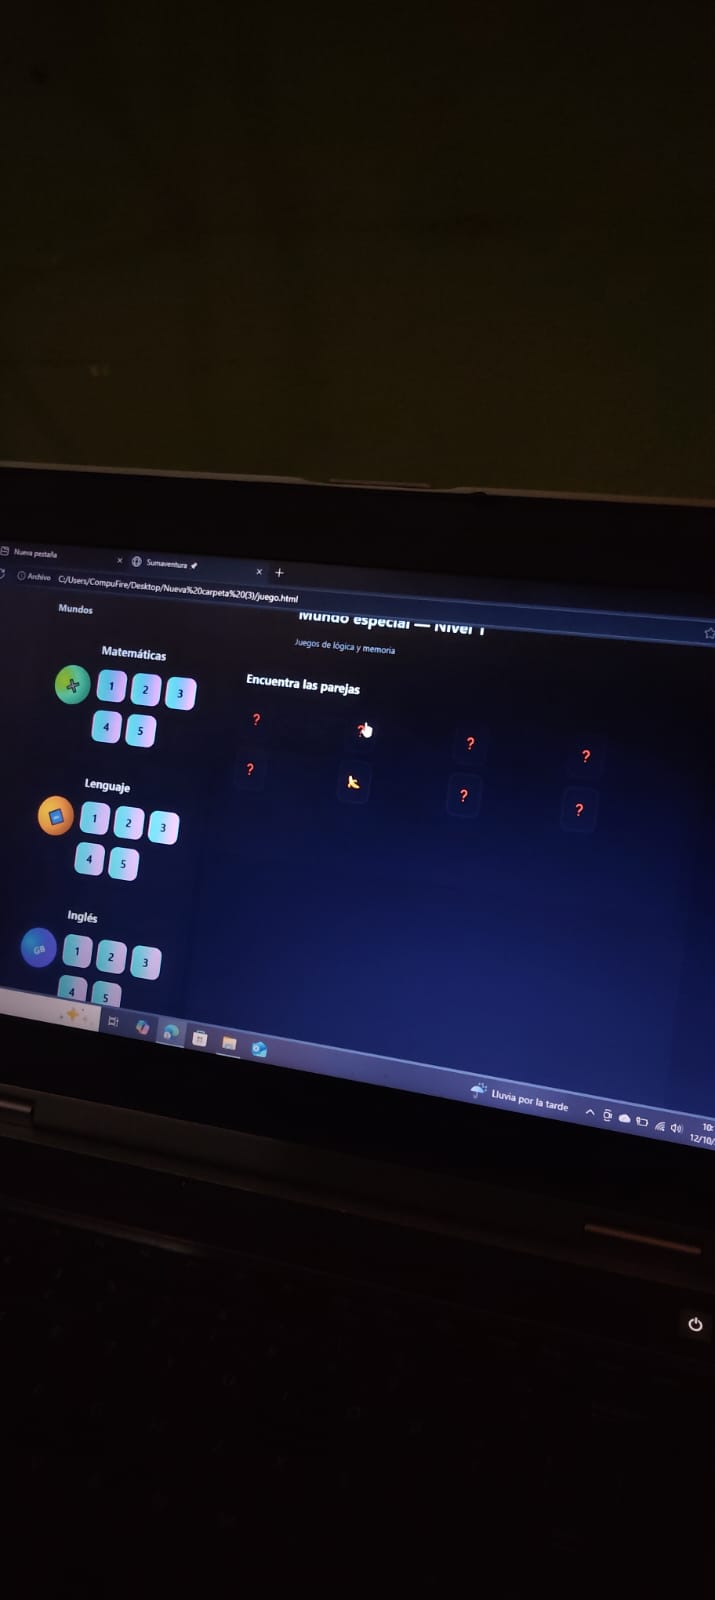 Nueva pestaña
Sumaventura
Archivo C:/Users/CompuFire/Desktop/Nueva%20carpeta%20(3)/juego.html
Mundos
Mundo especial — Nivel 1
Juegos de lógica y memoria
Matemáticas
1 2 3
4 5
Encuentra las parejas
? ? ? ?
? ? ?
Lenguaje
1 2 3
4 5
Inglés
GB 1 2 3
4 5
Lluvia por la tarde
10:
12/10/